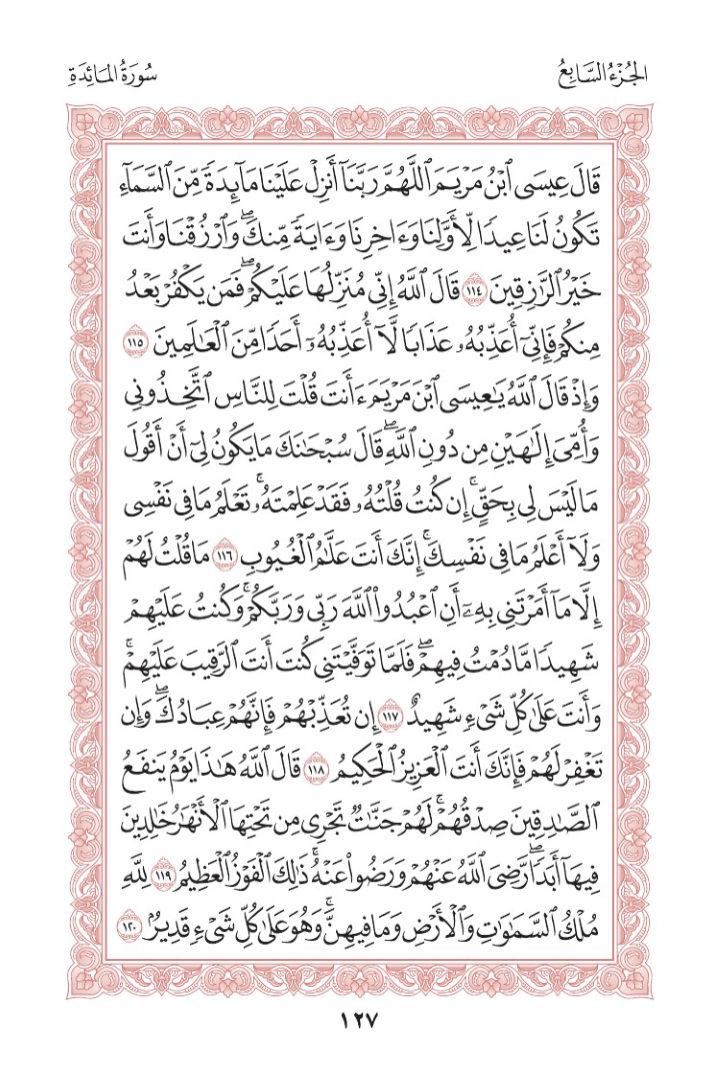 الجُزْءُ السَّابِعُ
سُورَةُ المَائِدَةِ
قَالَ عِيسَى ٱبْنُ مَرْيَمَ ٱللَّهُمَّ رَبَّنَآ أَنزِلْ عَلَيْنَا مَآئِدَةً مِّنَ ٱلسَّمَآءِ
تَكُونُ لَنَا عِيدًا لِّأَوَّلِنَا وَءَاخِرِنَا وَءَايَةً مِّنكَۖ وَٱرْزُقْنَا وَأَنتَ
خَيْرُ ٱلرَّٰزِقِينَ ١١٤ قَالَ ٱللَّهُ إِنِّي مُنَزِّلُهَا عَلَيْكُمْۖ فَمَن يَكْفُرْ بَعْدُ
مِنكُمْ فَإِنِّيٓ أُعَذِّبُهُۥ عَذَابًا لَّآ أُعَذِّبُهُۥٓ أَحَدًا مِّنَ ٱلْعَٰلَمِينَ ١١٥
وَإِذْ قَالَ ٱللَّهُ يَٰعِيسَى ٱبْنَ مَرْيَمَ ءَأَنتَ قُلْتَ لِلنَّاسِ ٱتَّخِذُونِي
وَأُمِّيَ إِلَٰهَيْنِ مِن دُونِ ٱللَّهِۖ قَالَ سُبْحَٰنَكَ مَا يَكُونُ لِيٓ أَنْ أَقُولَ
مَا لَيْسَ لِي بِحَقٍّۚ إِن كُنتُ قُلْتُهُۥ فَقَدْ عَلِمْتَهُۥۚ تَعْلَمُ مَا فِي نَفْسِي
وَلَآ أَعْلَمُ مَا فِي نَفْسِكَۚ إِنَّكَ أَنتَ عَلَّٰمُ ٱلْغُيُوبِ ١١٦ مَا قُلْتُ لَهُمْ
إِلَّا مَآ أَمَرْتَنِي بِهِۦٓ أَنِ ٱعْبُدُوا۟ ٱللَّهَ رَبِّي وَرَبَّكُمْۚ وَكُنتُ عَلَيْهِمْ
شَهِيدًا مَّا دُمْتُ فِيهِمْۖ فَلَمَّا تَوَفَّيْتَنِي كُنتَ أَنتَ ٱلرَّقِيبَ عَلَيْهِمْۚ
وَأَنتَ عَلَىٰ كُلِّ شَيْءٍ شَهِيدٌ ١١٧ إِن تُعَذِّبْهُمْ فَإِنَّهُمْ عِبَادُكَۖ وَإِن
تَغْفِرْ لَهُمْ فَإِنَّكَ أَنتَ ٱلْعَزِيزُ ٱلْحَكِيمُ ١١٨ قَالَ ٱللَّهُ هَٰذَا يَوْمُ يَنفَعُ
ٱلصَّٰدِقِينَ صِدْقُهُمْۚ لَهُمْ جَنَّٰتٌ تَجْرِي مِن تَحْتِهَا ٱلْأَنْهَٰرُ خَٰلِدِينَ
فِيهَآ أَبَدًاۖ رَّضِيَ ٱللَّهُ عَنْهُمْ وَرَضُوا۟ عَنْهُۚ ذَٰلِكَ ٱلْفَوْزُ ٱلْعَظِيمُ ١١٩ لِلَّهِ
مُلْكُ ٱلسَّمَٰوَٰتِ وَٱلْأَرْضِ وَمَا فِيهِنَّۚ وَهُوَ عَلَىٰ كُلِّ شَيْءٍ قَدِيرٌۢ ١٢٠
١٢٧